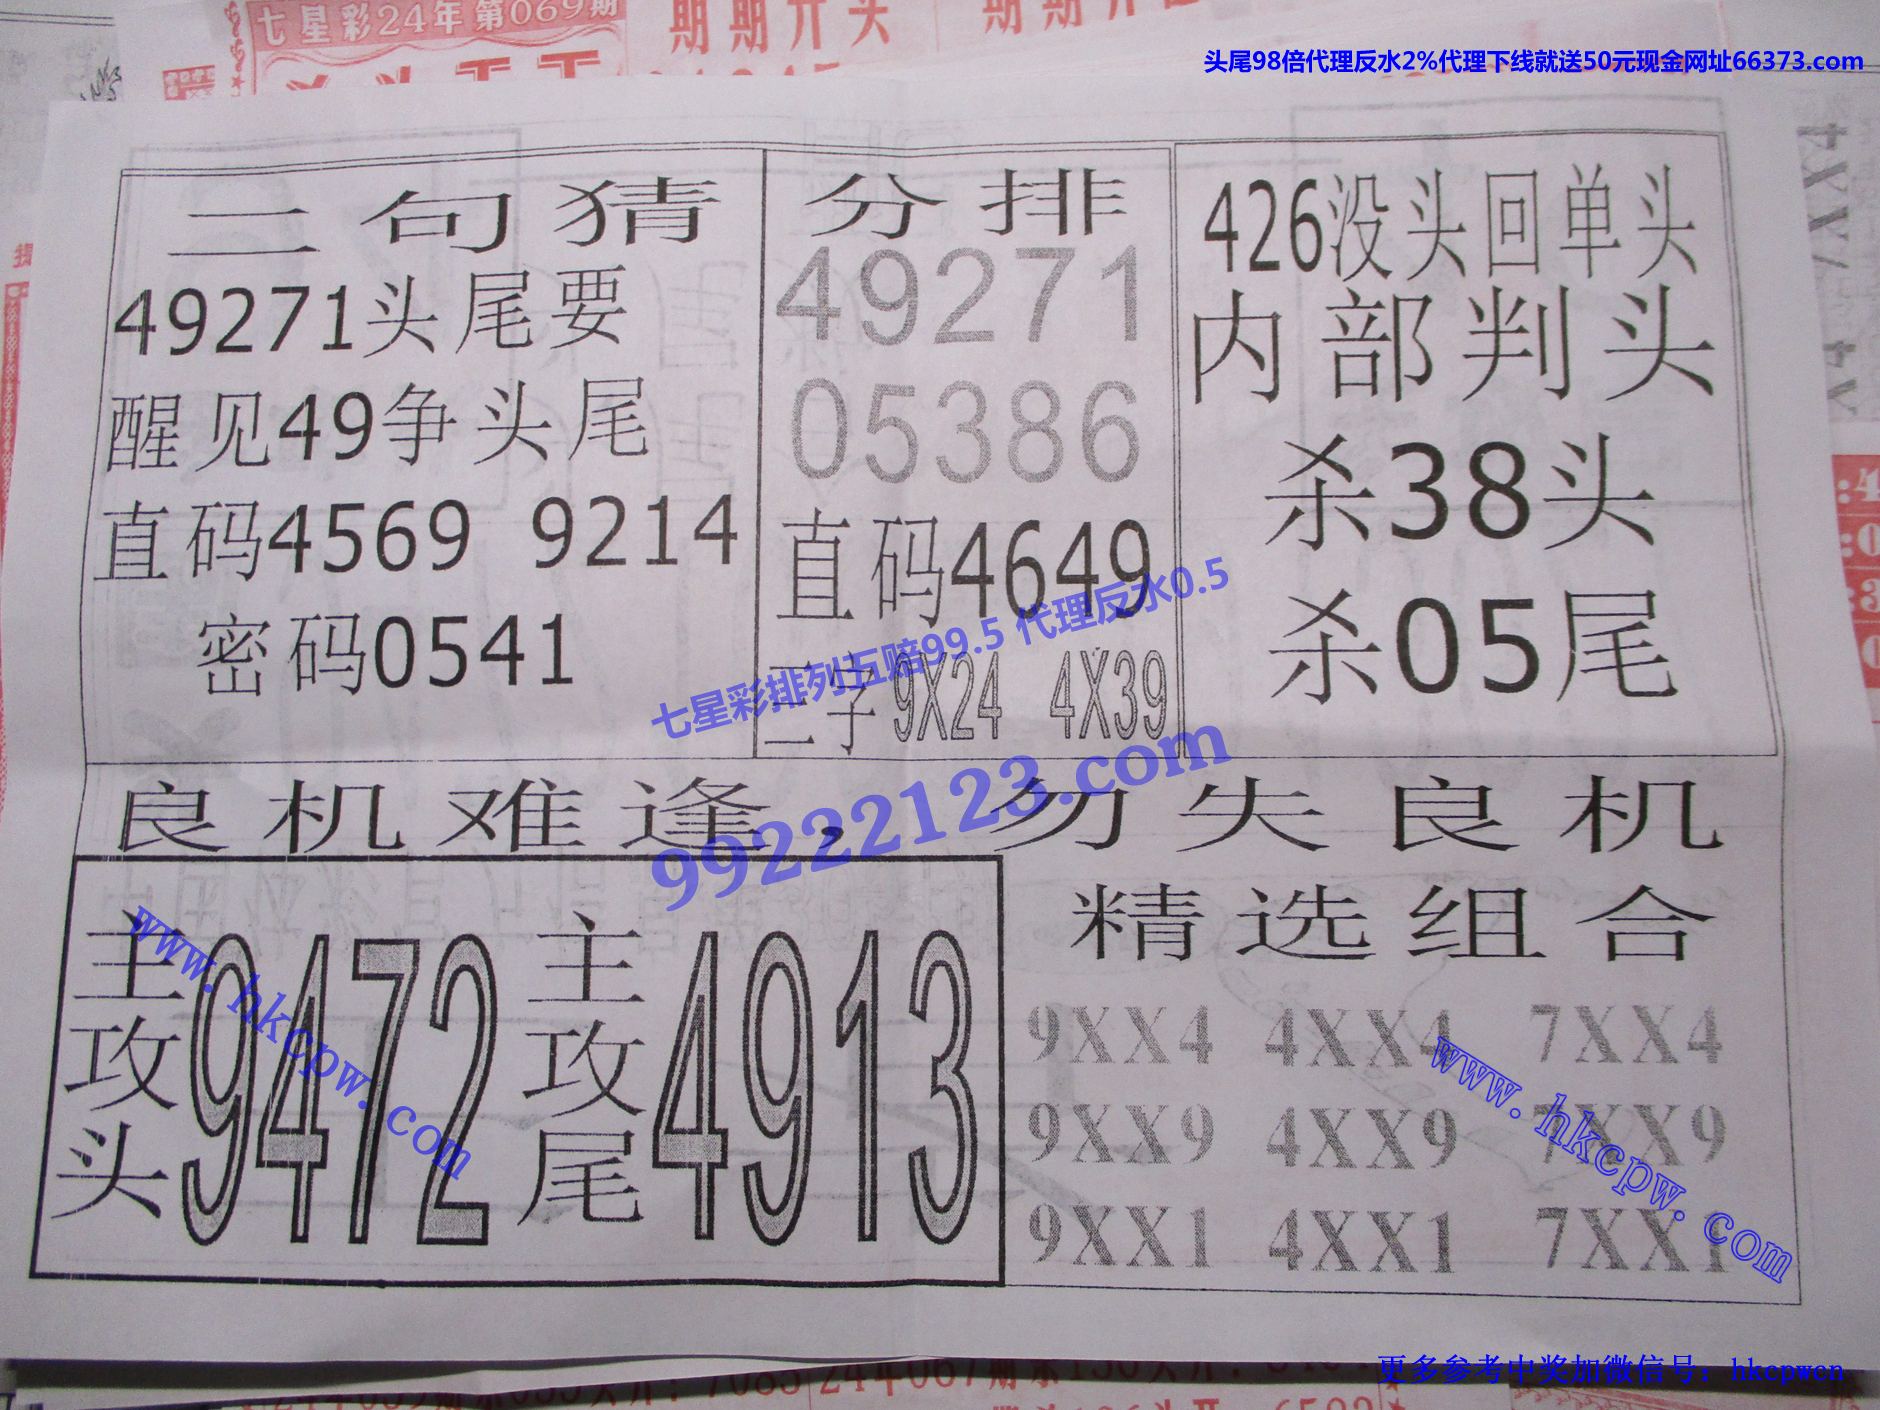 七星彩24年第069期
期期开头
头尾98倍代理反水2%代理下线就送50元现金网址66373.com
二句猜
49271头尾要
醒见49争头尾
直码4569 9214
密码0541
分排
49271
05386
直码4649
三字9X24 4X39
426没头回单头
内部判头
杀38头
杀05尾
七星彩排列五赔99.5 代理反水0.5
99222123.com
良机难逢，勿失良机
主攻头
9472
主攻尾
4913
精选组合
9XX4 4XX4 7XX4
9XX9 4XX9 7XX9
9XX1 4XX1 7XX1
www.hkcpw.com
www.hkcpw.com
更多参考中奖加微信号：hkcpwcn